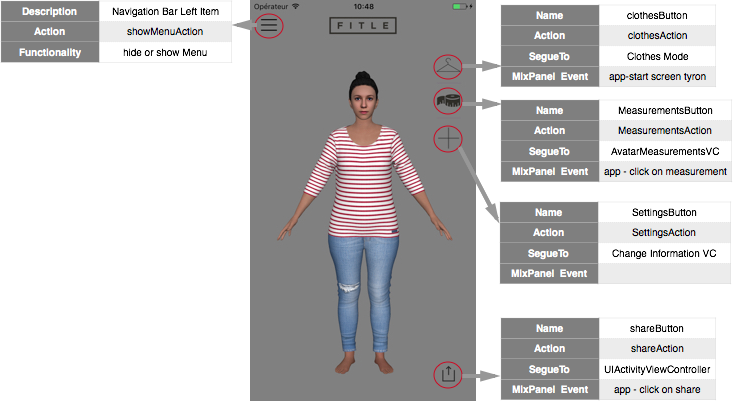 Description Navigation Bar Left Item
Action showMenuAction
Functionality hide or show Menu
Opérateur 10:48
FITLE
Name clothesButton
Action clothesAction
SegueTo Clothes Mode
MixPanel Event app-start screen tyron
Name MeasurementsButton
Action MeasurementsAction
SegueTo AvatarMeasurementsVC
MixPanel Event app - click on measurement
Name SettingsButton
Action SettingsAction
SegueTo Change Information VC
MixPanel Event
Name shareButton
Action shareAction
SegueTo UIActivityViewController
MixPanel Event app - click on share